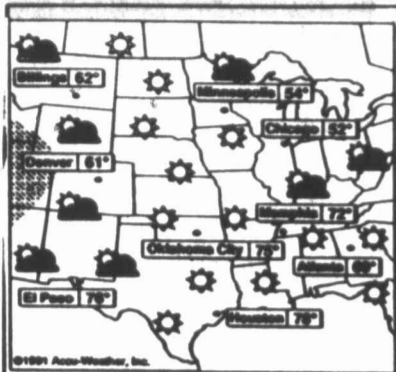 Billings 62°
Minneapolis 54°
Chicago 52°
Denver 61°
Memphis 72°
Oklahoma City 75°
Atlanta 69°
El Paso 76°
Houston 78°
©1991 Accu-Weather, Inc.